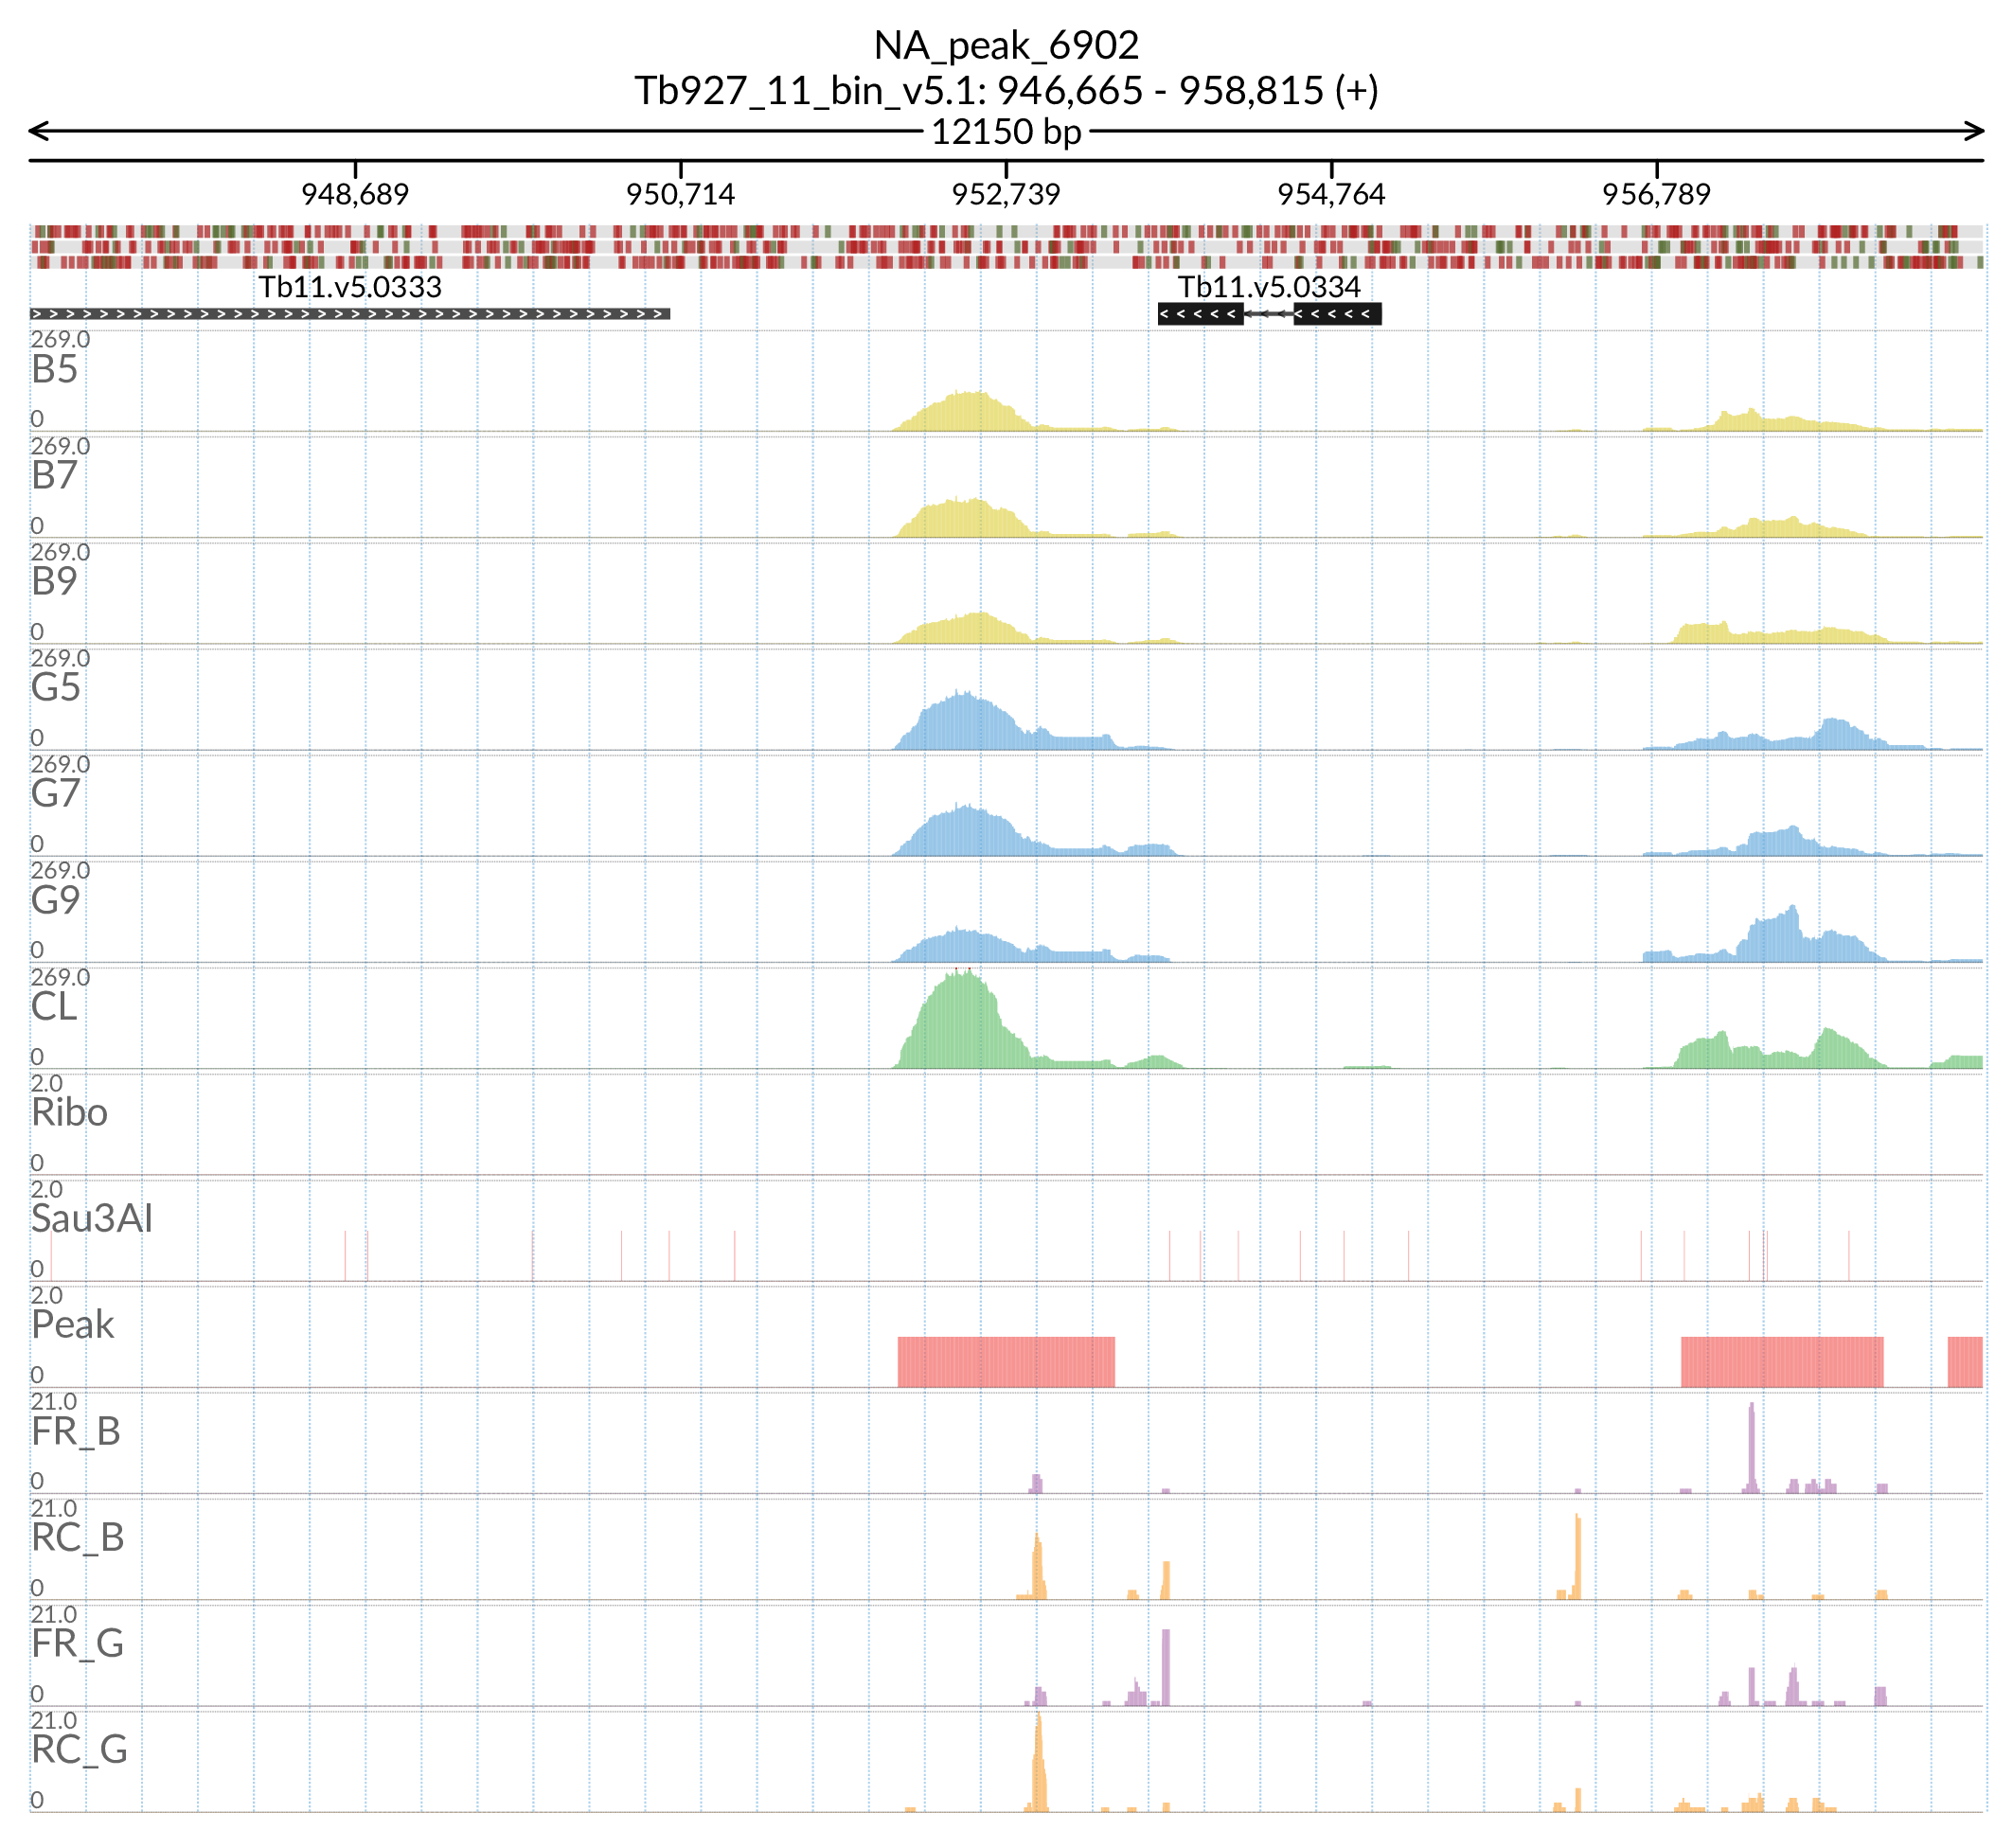 NA_peak_6902
Tb927_11_bin_v5.1: 946,665 - 958,815 (+)
12150 bp
948,689 950,714 952,739 954,764 956,789
Tb11.v5.0333 Tb11.v5.0334
269.0
B5
0
269.0
B7
0
269.0
B9
0
269.0
G5
0
269.0
G7
0
269.0
G9
0
269.0
CL
0
2.0
Ribo
0
2.0
Sau3AI
0
2.0
Peak
0
21.0
FR_B
0
21.0
RC_B
0
21.0
FR_G
0
21.0
RC_G
0